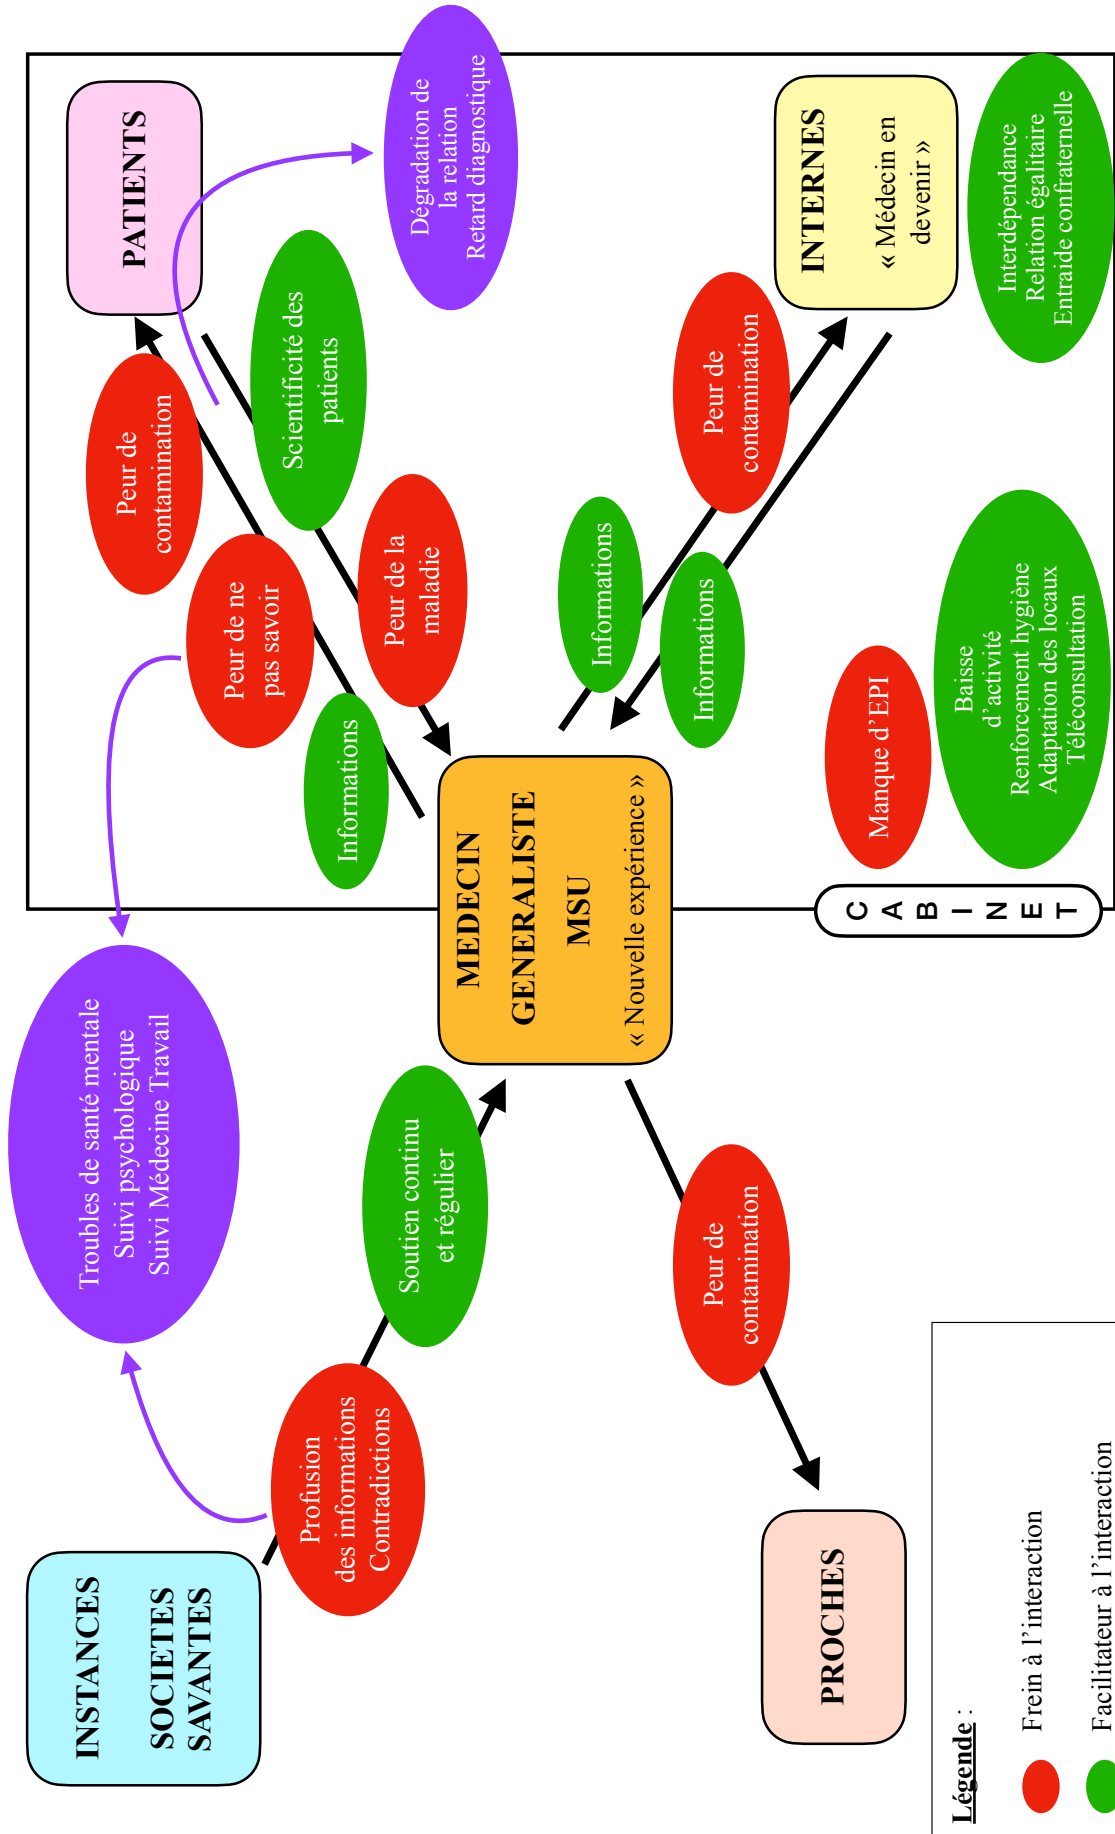 INSTANCES
SOCIETES
SAVANTES
Profusion
des informations
Contradictions
Soutien continu
et régulier
Troubles de santé mentale
Suivi psychologique
Suivi Médecine Travail
MEDECIN
GENERALISTE
MSU
« Nouvelle expérience »
Informations
Peur de ne
pas savoir
Peur de
contamination
Peur de la
maladie
Scientificité des
patients
PATIENTS
Dégradation de
la relation
Retard diagnostique
Informations
Peur de
contamination
Informations
INTERNES
« Médecin en
devenir »
Interdépendance
Relation égalitaire
Entraide confraternelle
CABINET
Manque d’EPI
Baisse
d’activité
Renforcement hygiène
Adaptation des locaux
Téléconsultation
Peur de
contamination
PROCHES
Légende :
Frein à l’interaction
Facilitateur à l’interaction